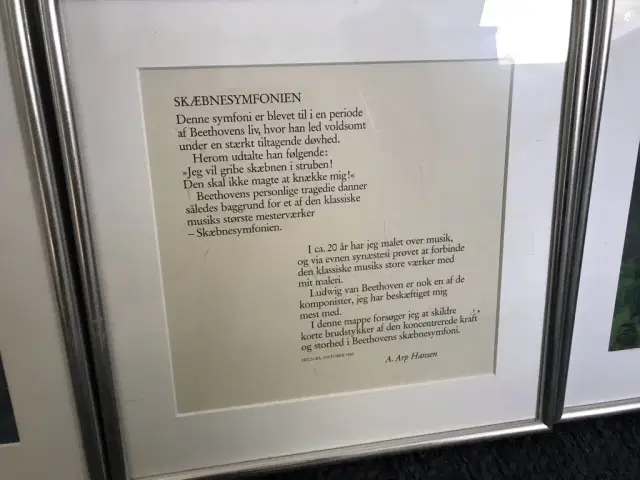 SKÆBNESYMFONIEN
Denne symfoni er blevet til i en periode
af Beethovens liv, hvor han led voldsomt
under en stærkt tiltagende døvhed.
Herom udtalte han følgende:
»Jeg vil gribe skæbnen i struben!
Den skal ikke magte at knække mig!«
Beethovens personlige tragedie danner
således baggrund for et af den klassiske
musiks største mesterværker
– Skæbnesymfonien.
I ca. 20 år har jeg malet over musik,
og via evnen synæstesi prøvet at forbinde
den klassiske musiks store værker med
mit maleri.
Ludwig van Beethoven er nok en af de
komponister, jeg har beskæftiget mig
mest med.
I denne mappe forsøger jeg at skildre
korte brudstykker af den koncentrerede kraft
og storhed i Beethovens skæbnesymfoni.
OKTOBER
A. Arp Hansen